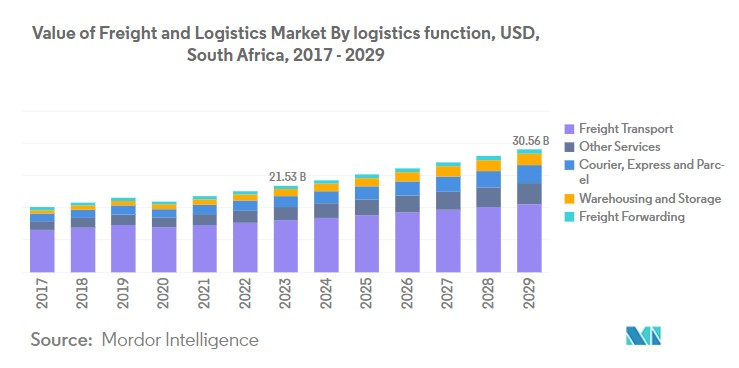 Value of Freight and Logistics Market By logistics function, USD,
South Africa, 2017 - 2029
21.53 B
30.56 B
2017
2018
2019
2020
2021
2022
2023
2024
2025
2026
2027
2028
2029
Freight Transport
Other Services
Courier, Express and Parc-
el
Warehousing and Storage
Freight Forwarding
Source: Mordor Intelligence